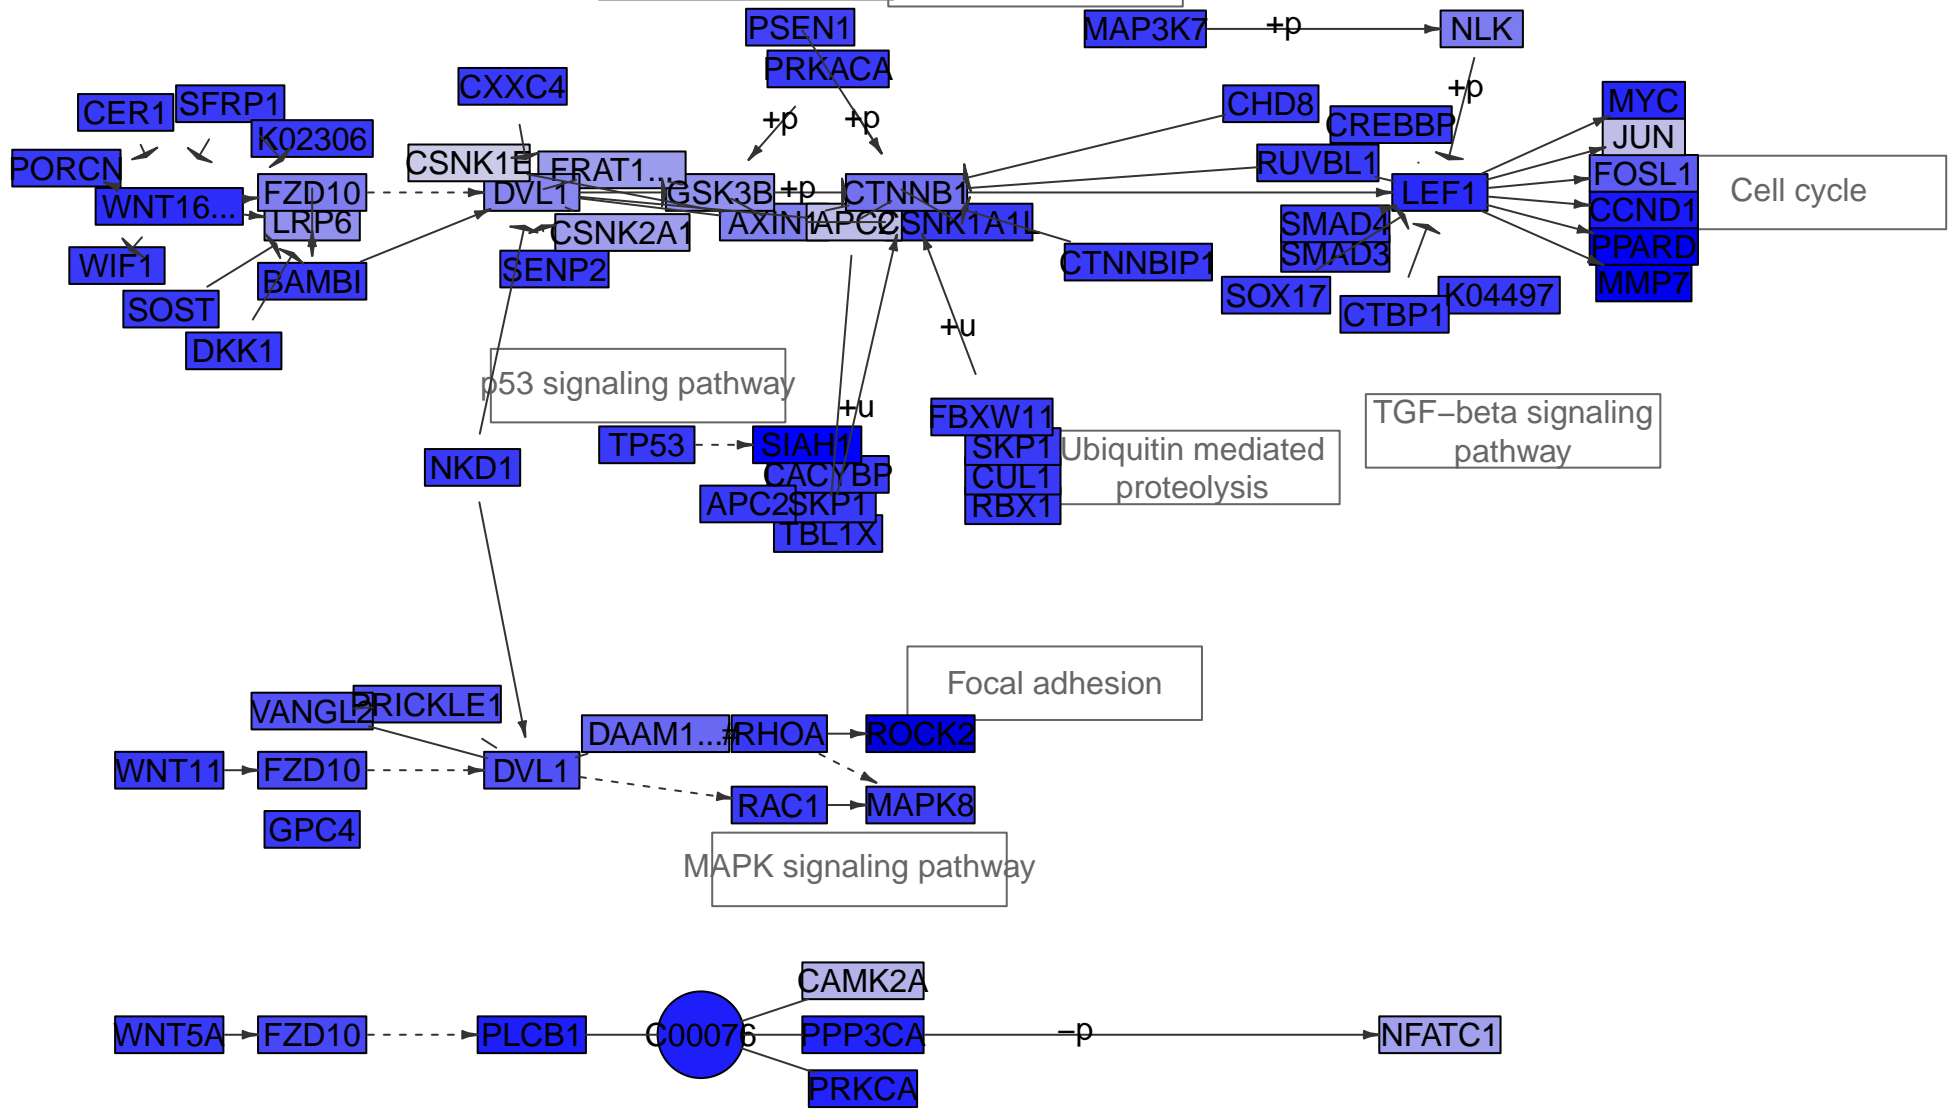 PSEN1
MAP3K7
+p
NLK
PRKACA
CXXC4
+p
CER1
SFRP1
CHD8
MYC
+p
+p
CREBBP
K02306
JUN
PORCN
CSNK1E
FRAT1...
RUVBL1
FOSL1
Cell cycle
WNT16...
FZD10
DVL1
GSK3B
+p
CTNNB1
LEF1
LRP6
AXIN1
APC2
CSNK1A1L
SMAD4
CCND1
CSNK2A1
PPARD
WIF1
BAMBI
SENP2
CTNNBIP1
SMAD3
MMP7
SOST
SOX17
K04497
CTBP1
DKK1
+u
p53 signaling pathway
+u
FBXW11
TGF−beta signaling
pathway
TP53
SIAH1
SKP1
Ubiquitin mediated
proteolysis
NKD1
CACYBP
CUL1
APC2
SKP1
RBX1
TBL1X
Focal adhesion
VANGL2
PRICKLE1
DAAM1...#
RHOA
ROCK2
WNT11
FZD10
DVL1
RAC1
MAPK8
GPC4
MAPK signaling pathway
CAMK2A
WNT5A
FZD10
PLCB1
C00076
PPP3CA
−p
NFATC1
PRKCA